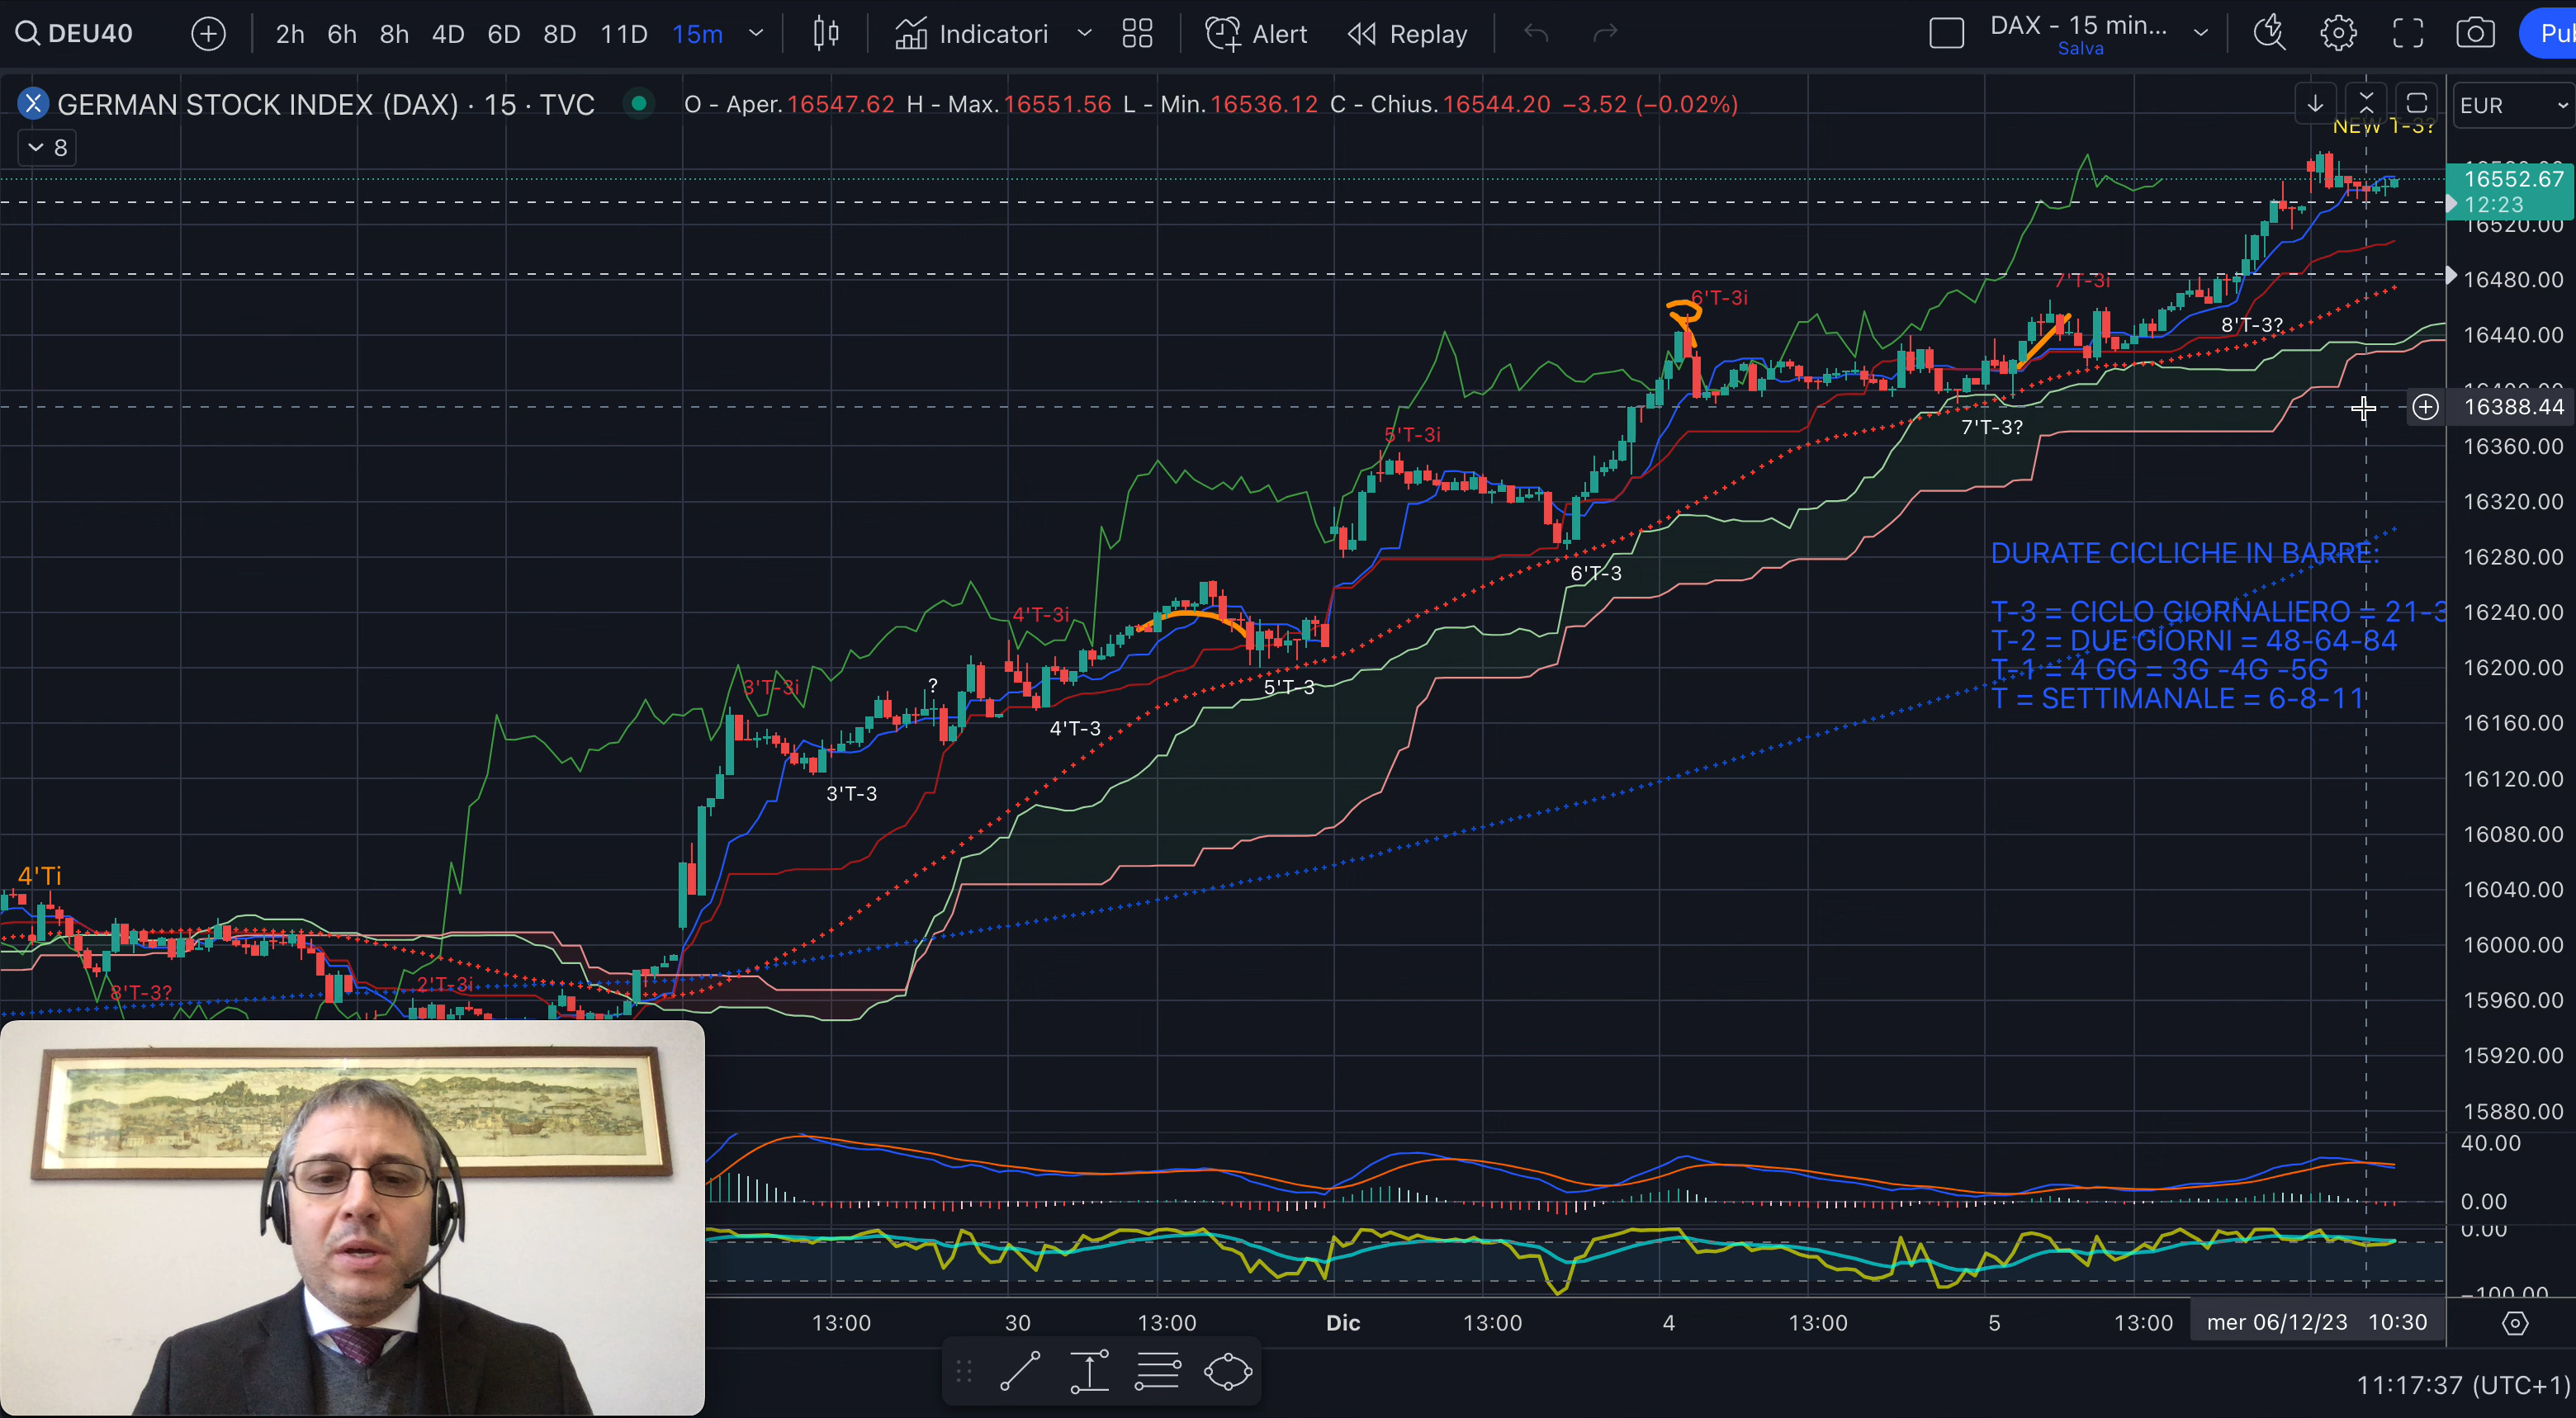 DEU40 2h 6h 8h 4D 6D 8D 11D 15m Indicatori Alert Replay DAX - 15 min...
Salva
GERMAN STOCK INDEX (DAX) · 15 · TVC O - Aper.16547.62 H - Max.16551.56 L - Min.16536.12 C - Chius.16544.20 −3.52 (−0.02%)
EUR
NEW T-3?
8
16552.67
12:23
16520.00
16480.00
7'T-3i
6'T-3i
8'T-3?
16440.00
16388.44
7'T-3?
5'T-3i
16360.00
16320.00
16280.00
DURATE CICLICHE IN BARRE:
6'T-3
T-3 = CICLO GIORNALIERO = 21-3
16240.00
4'T-3i
T-2 = DUE GIORNI = 48-64-84
T-1 = 4 GG = 3G -4G -5G
16200.00
3'T-3i
?
5'T-3
T = SETTIMANALE = 6-8-11
16160.00
4'T-3
3'T-3
16120.00
16080.00
4'Ti
16040.00
16000.00
2'T-3i
8'T-3?
15960.00
15920.00
15880.00
40.00
0.00
0.00
−100.00
13:00 30 13:00 Dic 13:00 4 13:00 5 13:00 mer 06/12/23 10:30
11:17:37 (UTC+1)